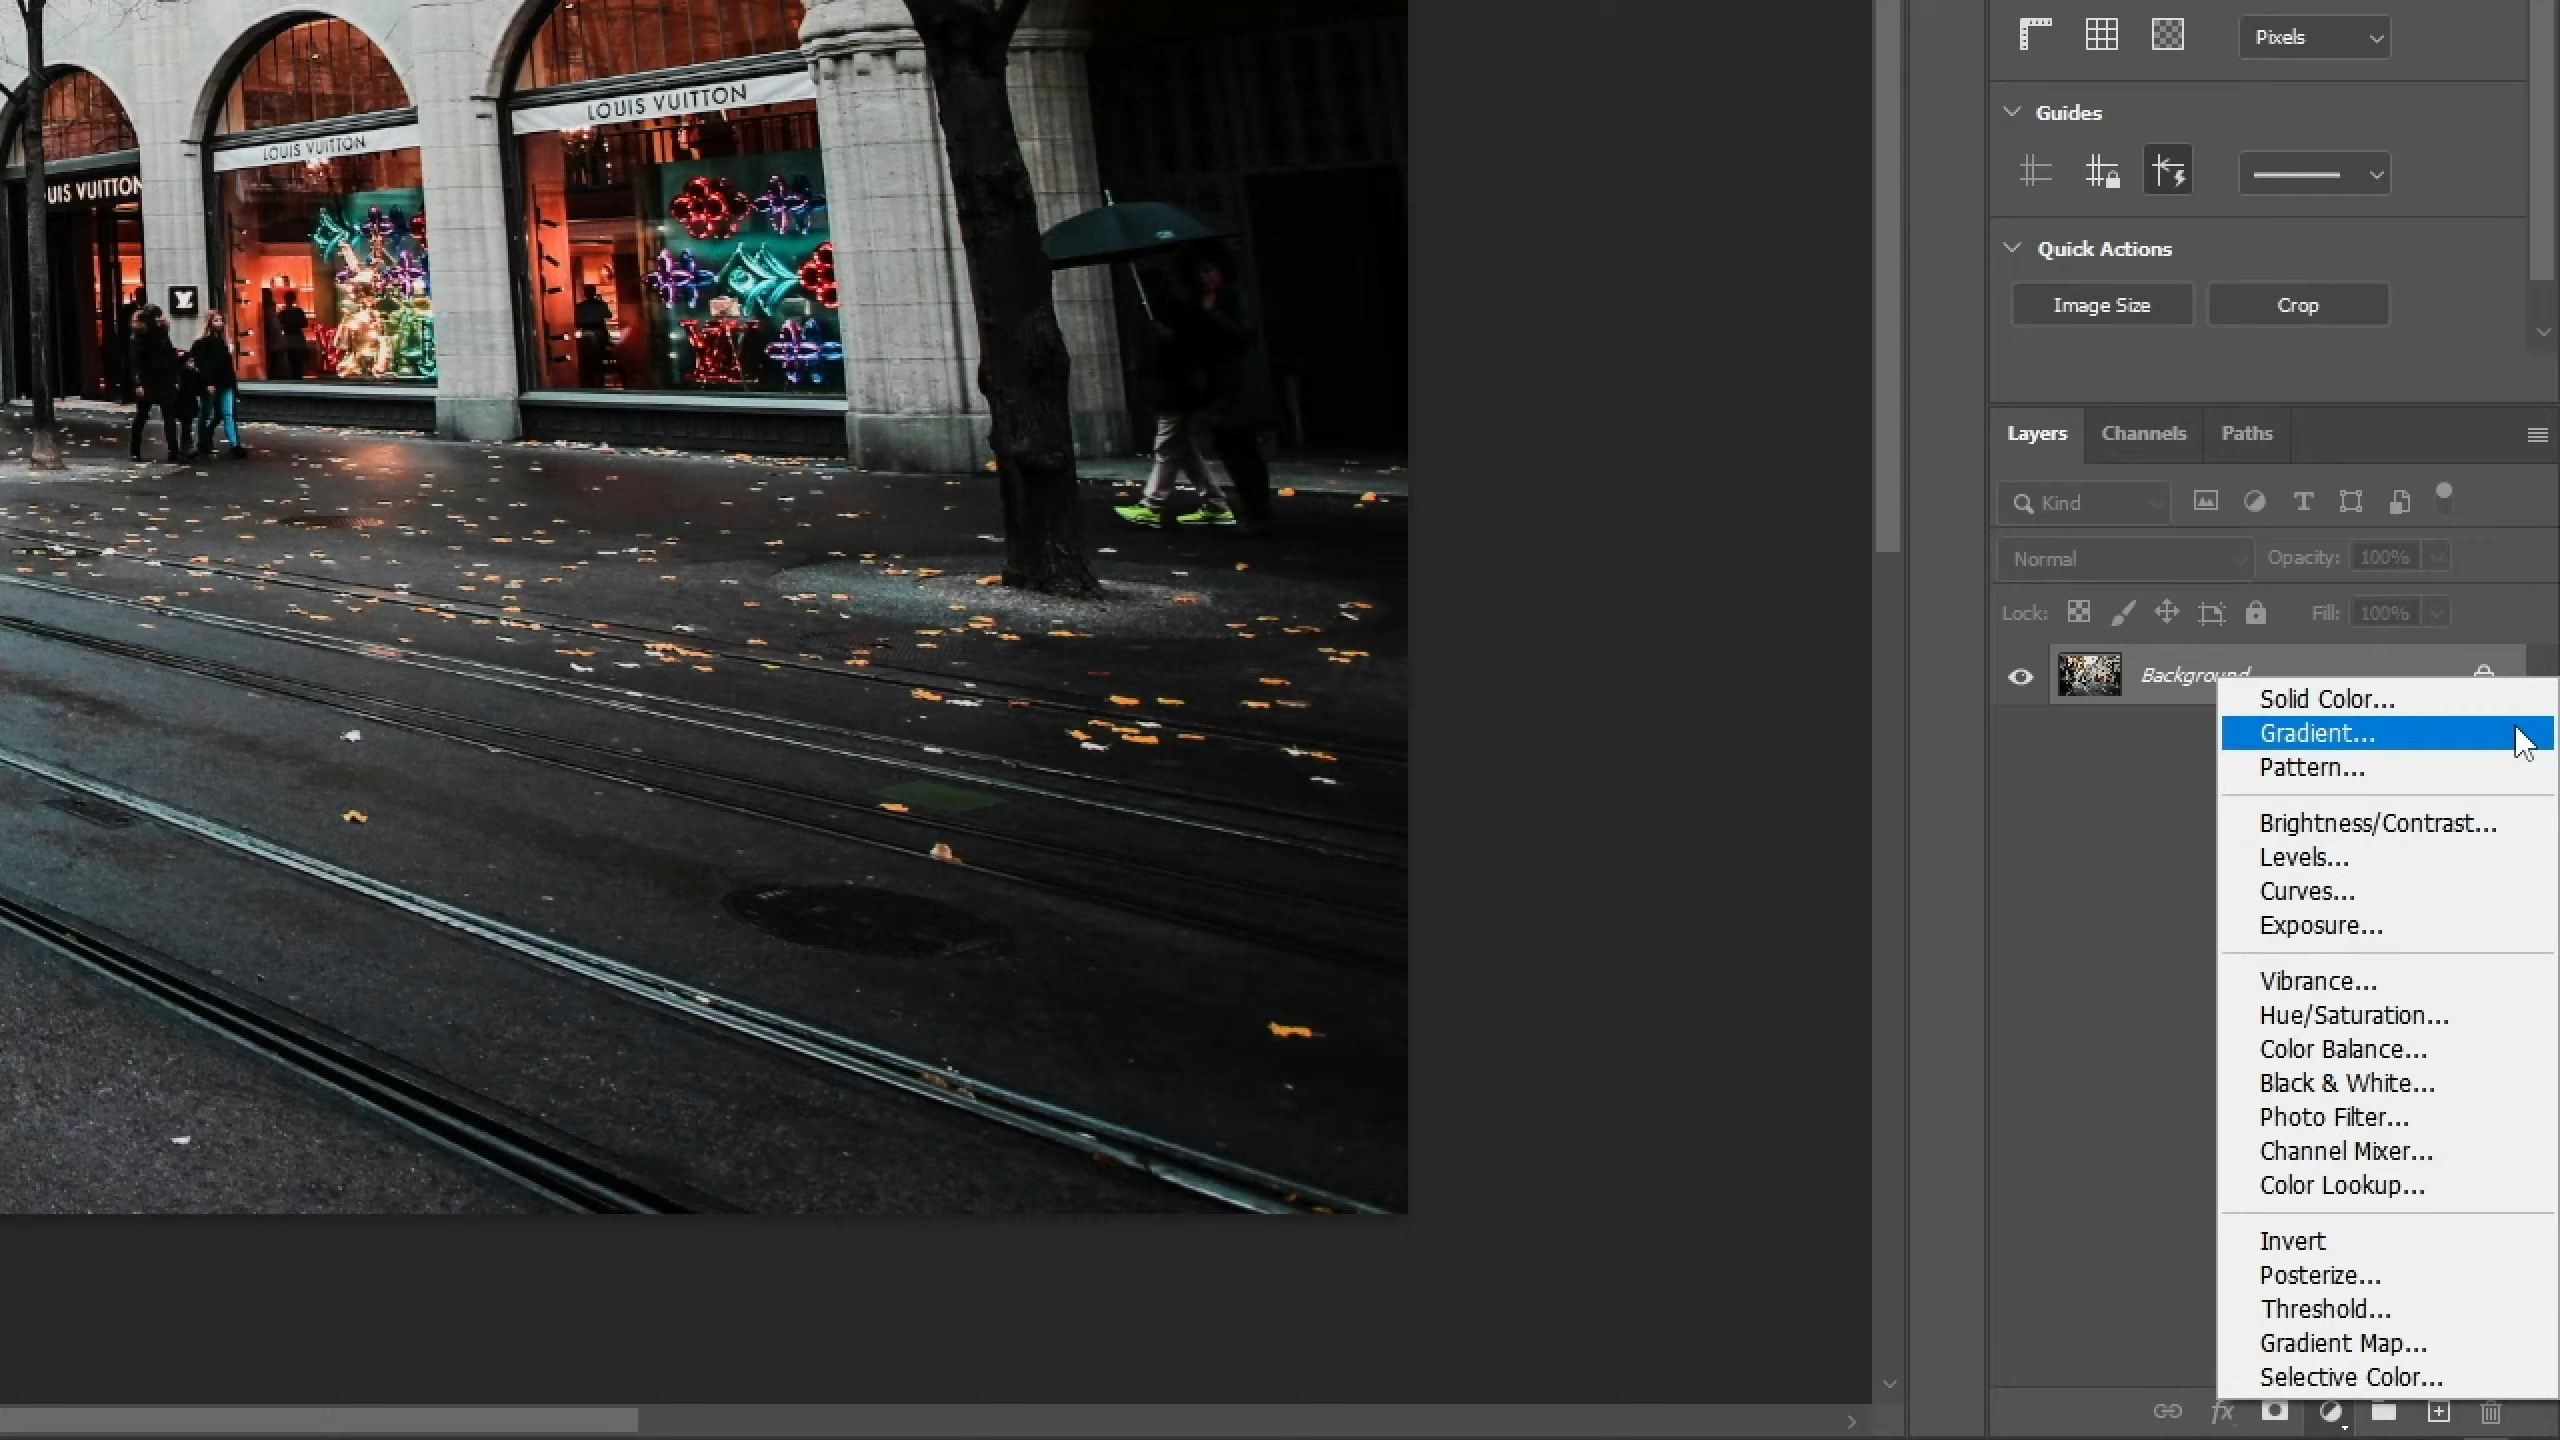 Pixels
LOUIS VUITTON
LOUIS VUITTON
UIS VUITTON
Guides
Quick Actions
Image Size
Crop
Layers
Channels
Paths
Kind
Normal
Opacity:
100%
Lock:
Fill:
100%
Background
Solid Color...
Gradient...
Pattern...
Brightness/Contrast...
Levels...
Curves...
Exposure...
Vibrance...
Hue/Saturation...
Color Balance...
Black & White...
Photo Filter...
Channel Mixer...
Color Lookup...
Invert
Posterize...
Threshold...
Gradient Map...
Selective Color...
fx